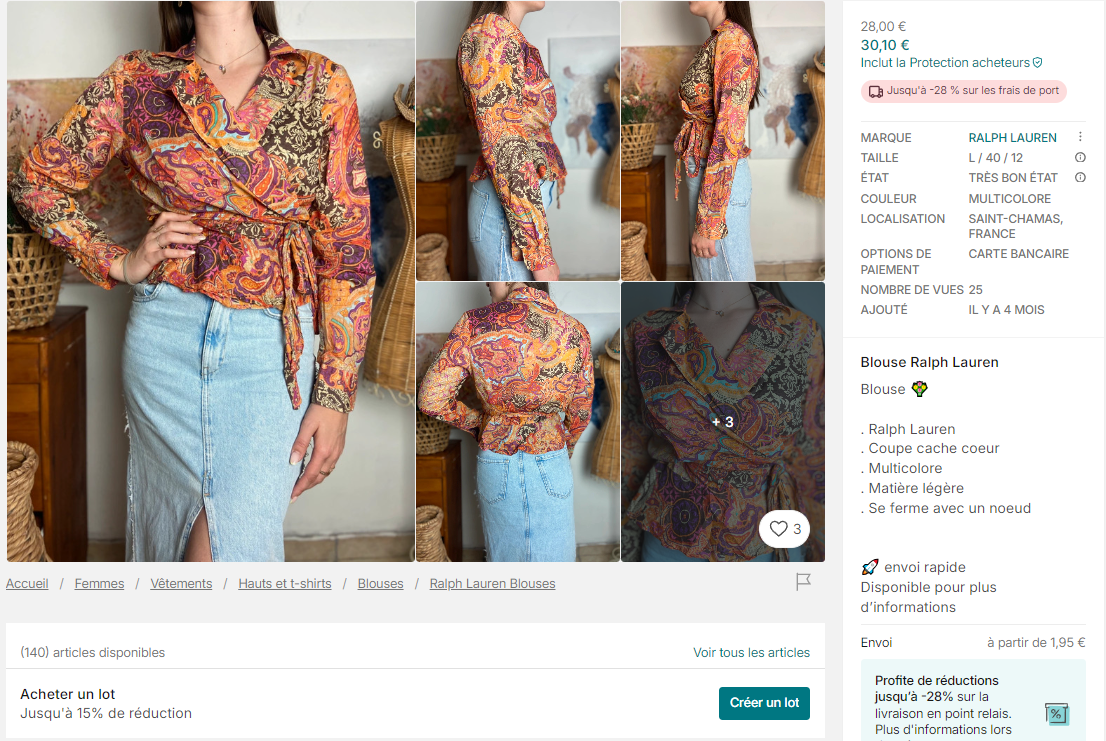 + 3
3
Accueil / Femmes / Vêtements / Hauts et t-shirts / Blouses / Ralph Lauren Blouses
(140) articles disponibles
Voir tous les articles
Acheter un lot
Jusqu'à 15% de réduction
Créer un lot
28,00 €
30,10 €
Inclut la Protection acheteurs
Jusqu'à -28 % sur les frais de port
MARQUE RALPH LAUREN
TAILLE L / 40 / 12
ÉTAT TRÈS BON ÉTAT
COULEUR MULTICOLORE
LOCALISATION SAINT-CHAMAS,
FRANCE
OPTIONS DE CARTE BANCAIRE
PAIEMENT
NOMBRE DE VUES 25
AJOUTÉ IL Y A 4 MOIS
Blouse Ralph Lauren
Blouse 💐
. Ralph Lauren
. Coupe cache coeur
. Multicolore
. Matière légère
. Se ferme avec un noeud
🚀 envoi rapide
Disponible pour plus
d'informations
Envoi à partir de 1,95 €
Profite de réductions
jusqu'à -28% sur la
livraison en point relais.
%
Plus d'informations lors